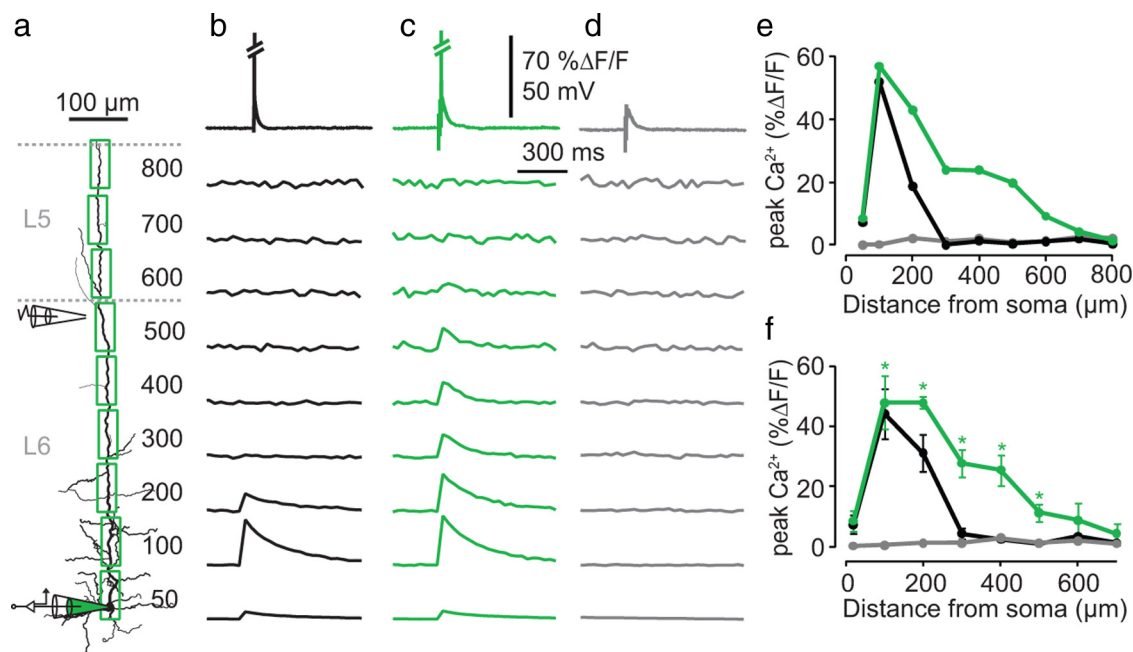 a
b
c
d
e
f
100 µm
L5
L6
800
700
600
500
400
300
200
100
50
70 %ΔF/F
50 mV
300 ms
peak Ca²⁺ (%ΔF/F)
60
40
20
0
0 200 400 600 800
Distance from soma (µm)
peak Ca²⁺ (%ΔF/F)
60
40
20
0
* * * * *
0 200 400 600
Distance from soma (µm)